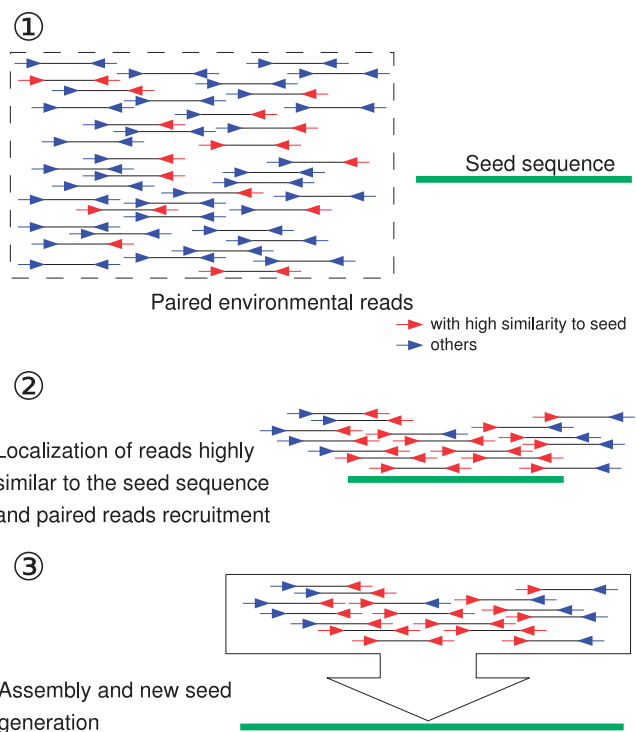 ①
Seed sequence
Paired environmental reads
with high similarity to seed
others
②
Localization of reads highly
similar to the seed sequence
and paired reads recruitment
③
Assembly and new seed
generation